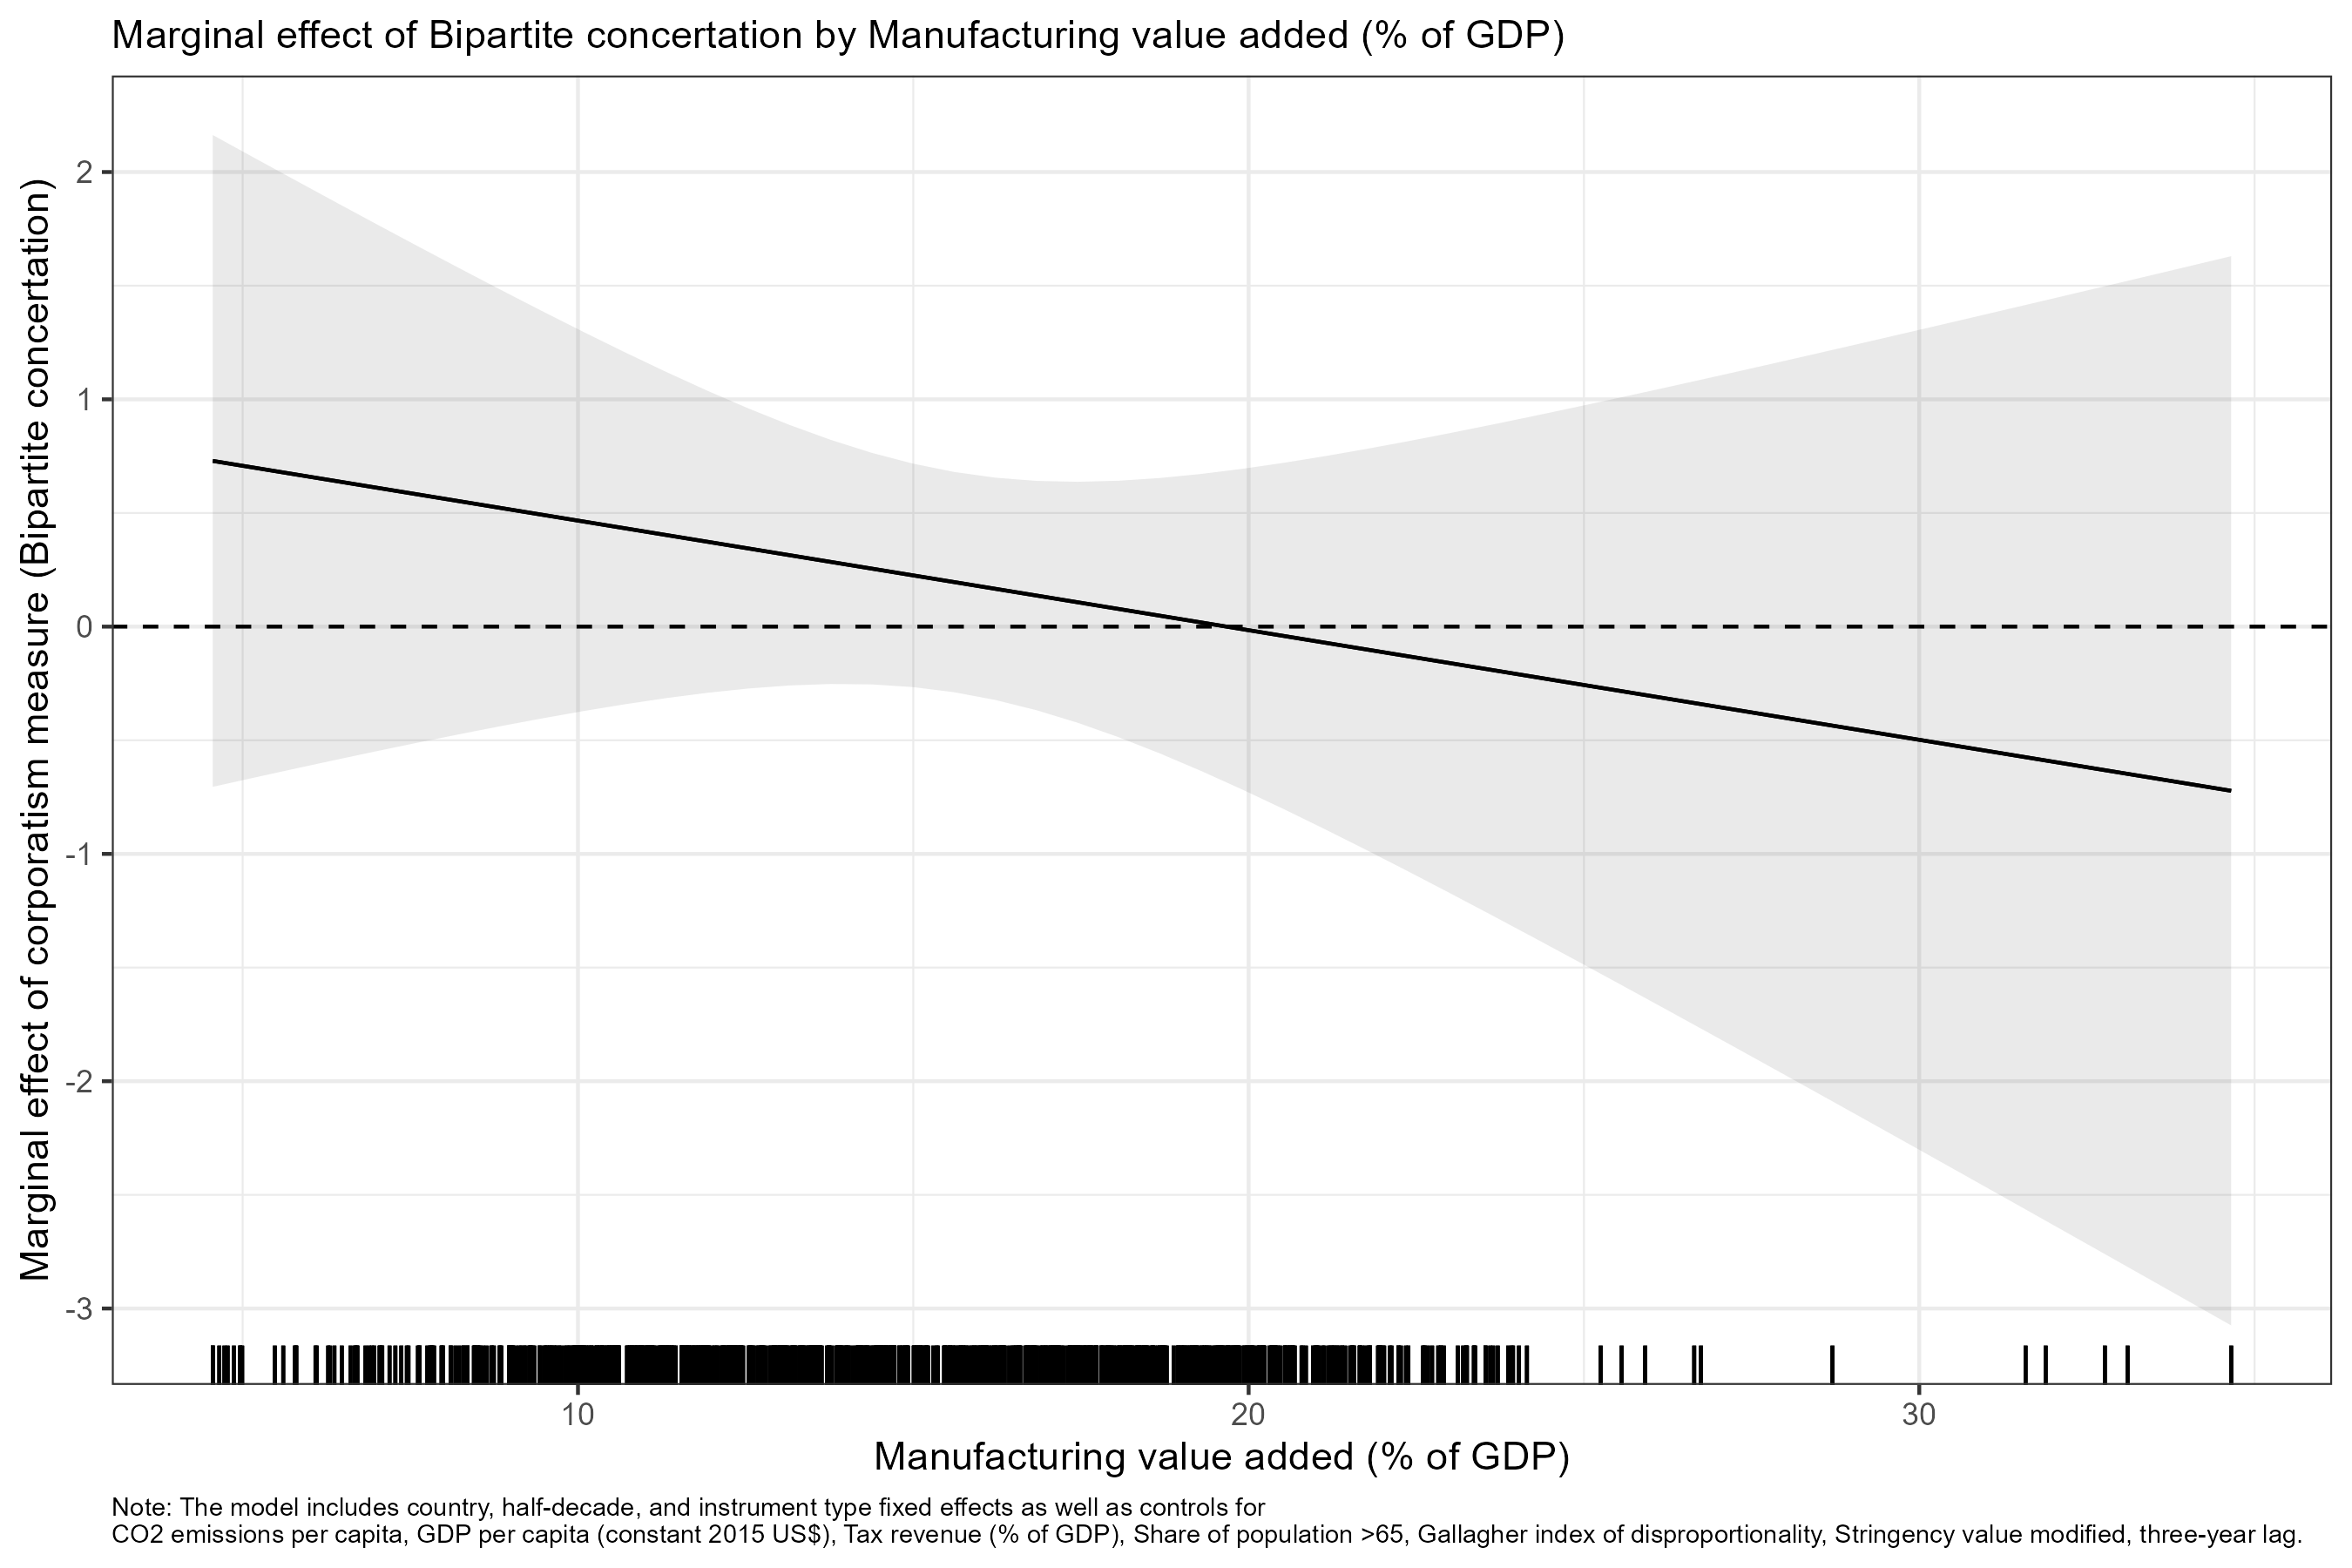 Marginal effect of Bipartite concertation by Manufacturing value added (% of GDP)
Marginal effect of corporatism measure (Bipartite concertation)
2
1
0
-1
-2
-3
10
20
30
Manufacturing value added (% of GDP)
Note: The model includes country, half-decade, and instrument type fixed effects as well as controls for
CO2 emissions per capita, GDP per capita (constant 2015 US$), Tax revenue (% of GDP), Share of population >65, Gallagher index of disproportionality, Stringency value modified, three-year lag.